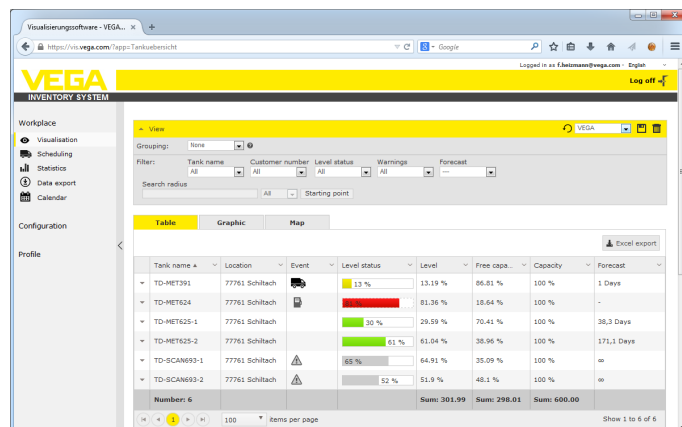 Visualisierungssoftware - VEGA...
https://vis.vega.com/?app=Tankuebersicht
Google
Logged in as f.heizmann@vega.com - English
VEGA
Log off
INVENTORY SYSTEM
Workplace
Visualisation
Scheduling
Statistics
Data export
Calendar
Configuration
Profile
View
VEGA
Grouping: None
Filter: Tank name Customer number Level status Warnings Forecast
All All All All ---
Search radius
All Starting point
Table Graphic Map
Excel export
Tank name Location Event Level status Level Free capa... Capacity Forecast
TD-MET391 77761 Schiltach 13 % 13.19 % 86.81 % 100 % 1 Days
TD-MET624 77761 Schiltach 81 % 81.36 % 18.64 % 100 % -
TD-MET625-1 77761 Schiltach 30 % 29.59 % 70.41 % 100 % 38,3 Days
TD-MET625-2 77761 Schiltach 61 % 61.04 % 38.96 % 100 % 171,1 Days
TD-SCAN693-1 77761 Schiltach 65 % 64.91 % 35.09 % 100 % ∞
TD-SCAN693-2 77761 Schiltach 52 % 51.9 % 48.1 % 100 % ∞
Number: 6 Sum: 301.99 Sum: 298.01 Sum: 600.00
1 100 items per page Show 1 to 6 of 6